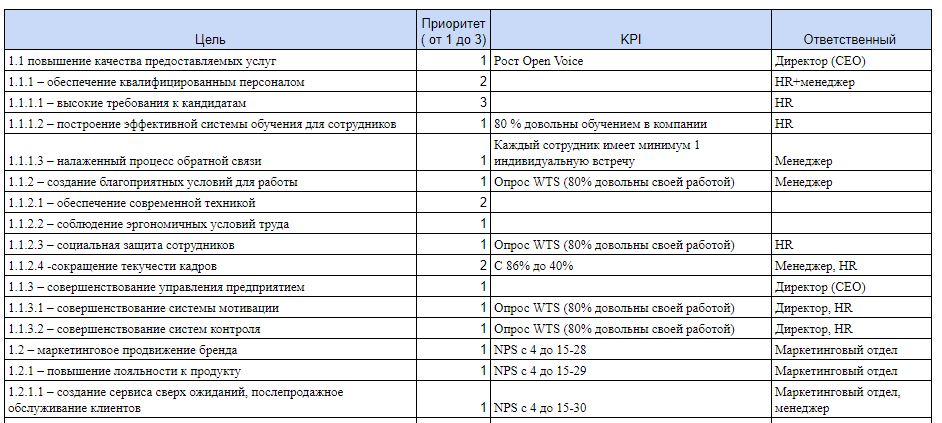 Цель Приоритет ( от 1 до 3) KPI Ответственный
1.1 повышение качества предоставляемых услуг 1 Рост Open Voice Директор (CEO)
1.1.1 – обеспечение квалифицированным персоналом 2 HR+менеджер
1.1.1.1 – высокие требования к кандидатам 3 HR
1.1.1.2 – построение эффективной системы обучения для сотрудников 1 80 % довольны обучением в компании HR
1.1.1.3 – налаженный процесс обратной связи 1 Каждый сотрудник имеет минимум 1 индивидуальную встречу Менеджер
1.1.2 – создание благоприятных условий для работы 1 Опрос WTS (80% довольны своей работой) Менеджер
1.1.2.1 – обеспечение современной техникой 2
1.1.2.2 – соблюдение эргономичных условий труда 1
1.1.2.3 – социальная защита сотрудников 1 Опрос WTS (80% довольны своей работой) HR
1.1.2.4 -сокращение текучести кадров 2 С 86% до 40% Менеджер, HR
1.1.3 – совершенствование управления предприятием 1 Директор (CEO)
1.1.3.1 – совершенствование системы мотивации 1 Опрос WTS (80% довольны своей работой) Директор, HR
1.1.3.2 – совершенствование систем контроля 1 Опрос WTS (80% довольны своей работой) Директор, HR
1.2 – маркетинговое продвижение бренда 1 NPS с 4 до 15-28 Маркетинговый отдел
1.2.1 – повышение лояльности к продукту 1 NPS с 4 до 15-29 Маркетинговый отдел
1.2.1.1 – создание сервиса сверх ожиданий, послепродажное обслуживание клиентов 1 NPS с 4 до 15-30 Маркетинговый отдел, менеджер